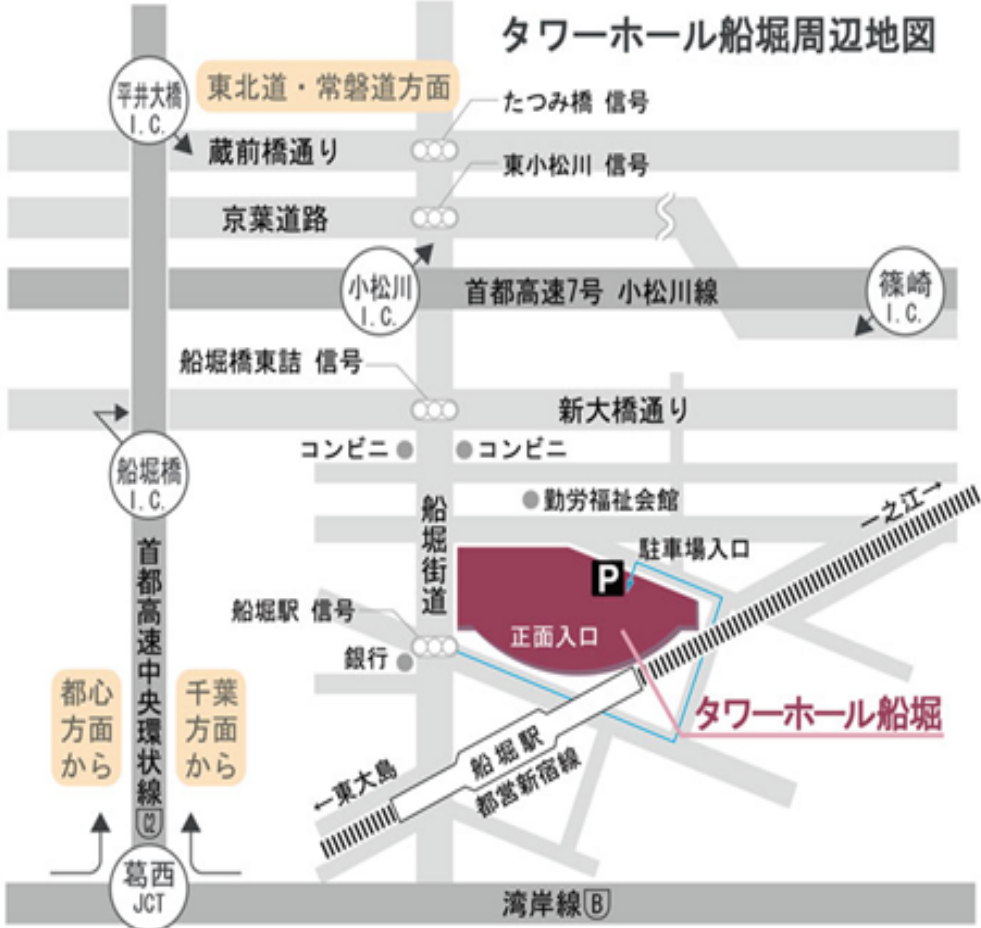 タワーホール船堀周辺地図
平井大橋
I.C.
東北道・常磐道方面
たつみ橋 信号
蔵前橋通り
東小松川 信号
京葉道路
小松川
I.C.
首都高速7号 小松川線
篠崎
I.C.
船堀橋東詰 信号
新大橋通り
コンビニ
コンビニ
船堀橋
I.C.
勤労福祉会館
一之江→
船堀街道
駐車場入口
P
首都高速中央環状線
C2
船堀駅 信号
正面入口
銀行
都心
方面
から
千葉
方面
から
タワーホール船堀
船堀駅
都営新宿線
←東大島
葛西
JCT
湾岸線
B